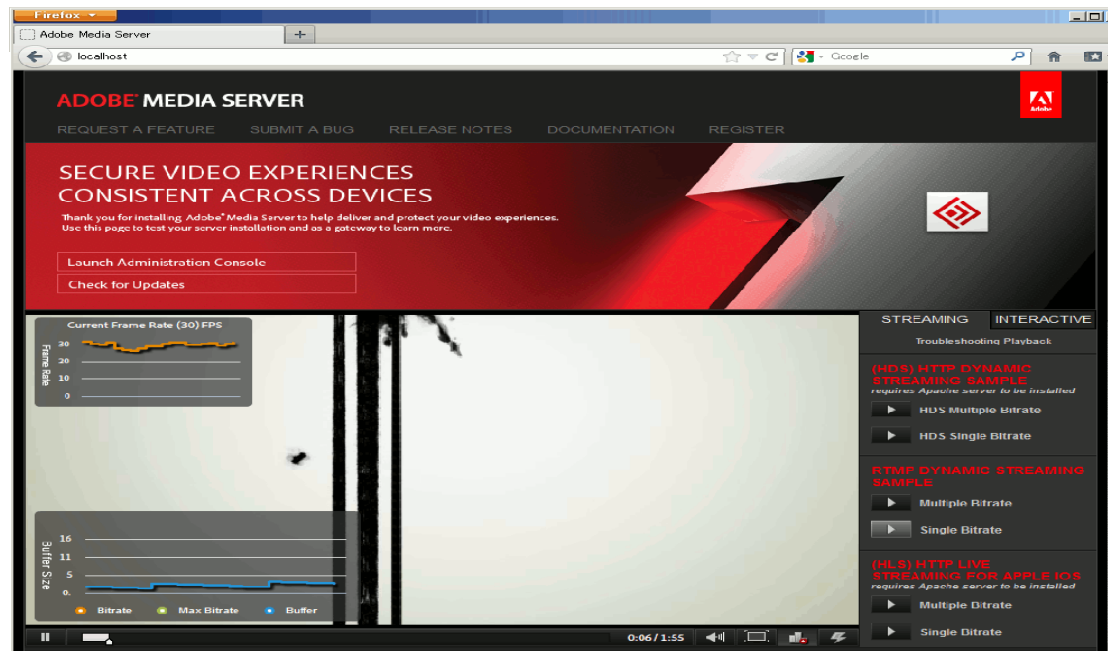 Firefox
Adobe Media Server
localhost
Google
ADOBE® MEDIA SERVER
Adobe
REQUEST A FEATURE SUBMIT A BUG RELEASE NOTES DOCUMENTATION REGISTER
SECURE VIDEO EXPERIENCES
CONSISTENT ACROSS DEVICES
Thank you for installing Adobe® Media Server to help deliver and protect your video experiences.
Use this page to test your server installation and as a gateway to learn more.
Launch Administration Console
Check for Updates
Current Frame Rate (30) FPS
Frame Rate
30
20
10
0
16
11
5
0.
Buffer Size
Bitrate Max Bitrate Buffer
0:06 / 1:55
STREAMING INTERACTIVE
Troubleshooting Playback
(HDS) HTTP DYNAMIC
STREAMING SAMPLE
requires Apache server to be installed
HDS Multiple Bitrate
HDS Single Bitrate
RTMP DYNAMIC STREAMING
SAMPLE
Multiple Bitrate
Single Bitrate
(HLS) HTTP LIVE
STREAMING FOR APPLE IOS
requires Apache server to be installed
Multiple Bitrate
Single Bitrate